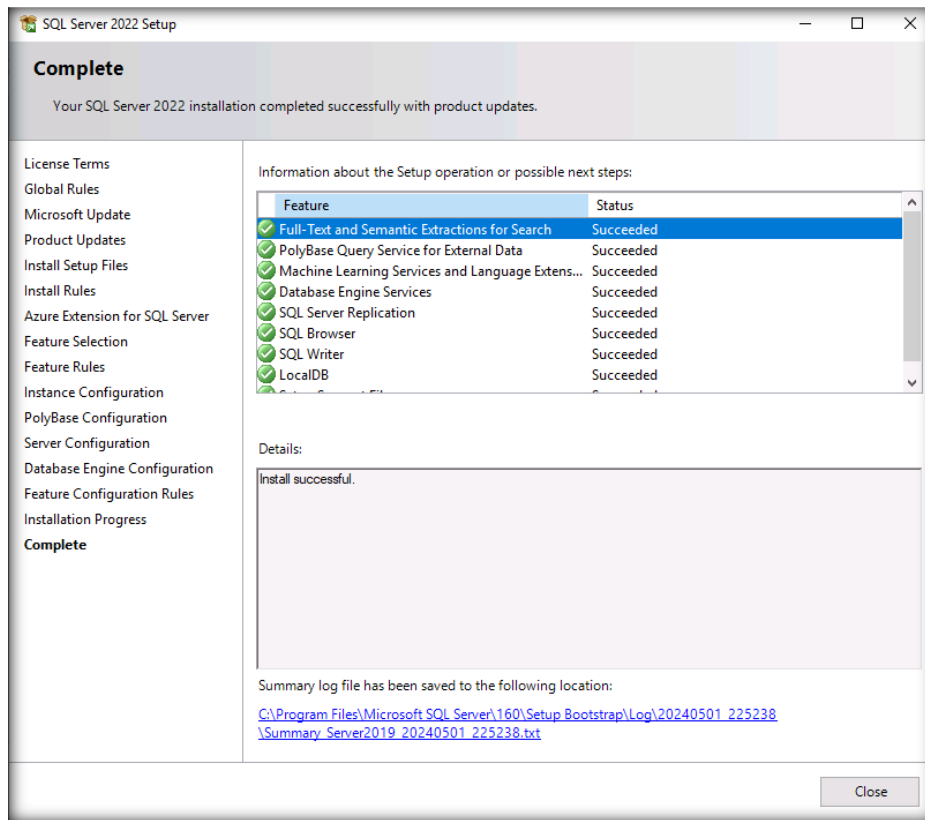 SQL Server 2022 Setup
Complete
Your SQL Server 2022 installation completed successfully with product updates.
License Terms
Global Rules
Microsoft Update
Product Updates
Install Setup Files
Install Rules
Azure Extension for SQL Server
Feature Selection
Feature Rules
Instance Configuration
PolyBase Configuration
Server Configuration
Database Engine Configuration
Feature Configuration Rules
Installation Progress
Complete
Information about the Setup operation or possible next steps:
Feature Status
Full-Text and Semantic Extractions for Search Succeeded
PolyBase Query Service for External Data Succeeded
Machine Learning Services and Language Extens... Succeeded
Database Engine Services Succeeded
SQL Server Replication Succeeded
SQL Browser Succeeded
SQL Writer Succeeded
LocalDB Succeeded
Details:
Install successful.
Summary log file has been saved to the following location:
C:\Program Files\Microsoft SQL Server\160\Setup Bootstrap\Log\20240501_225238
\Summary_Server2019_20240501_225238.txt
Close